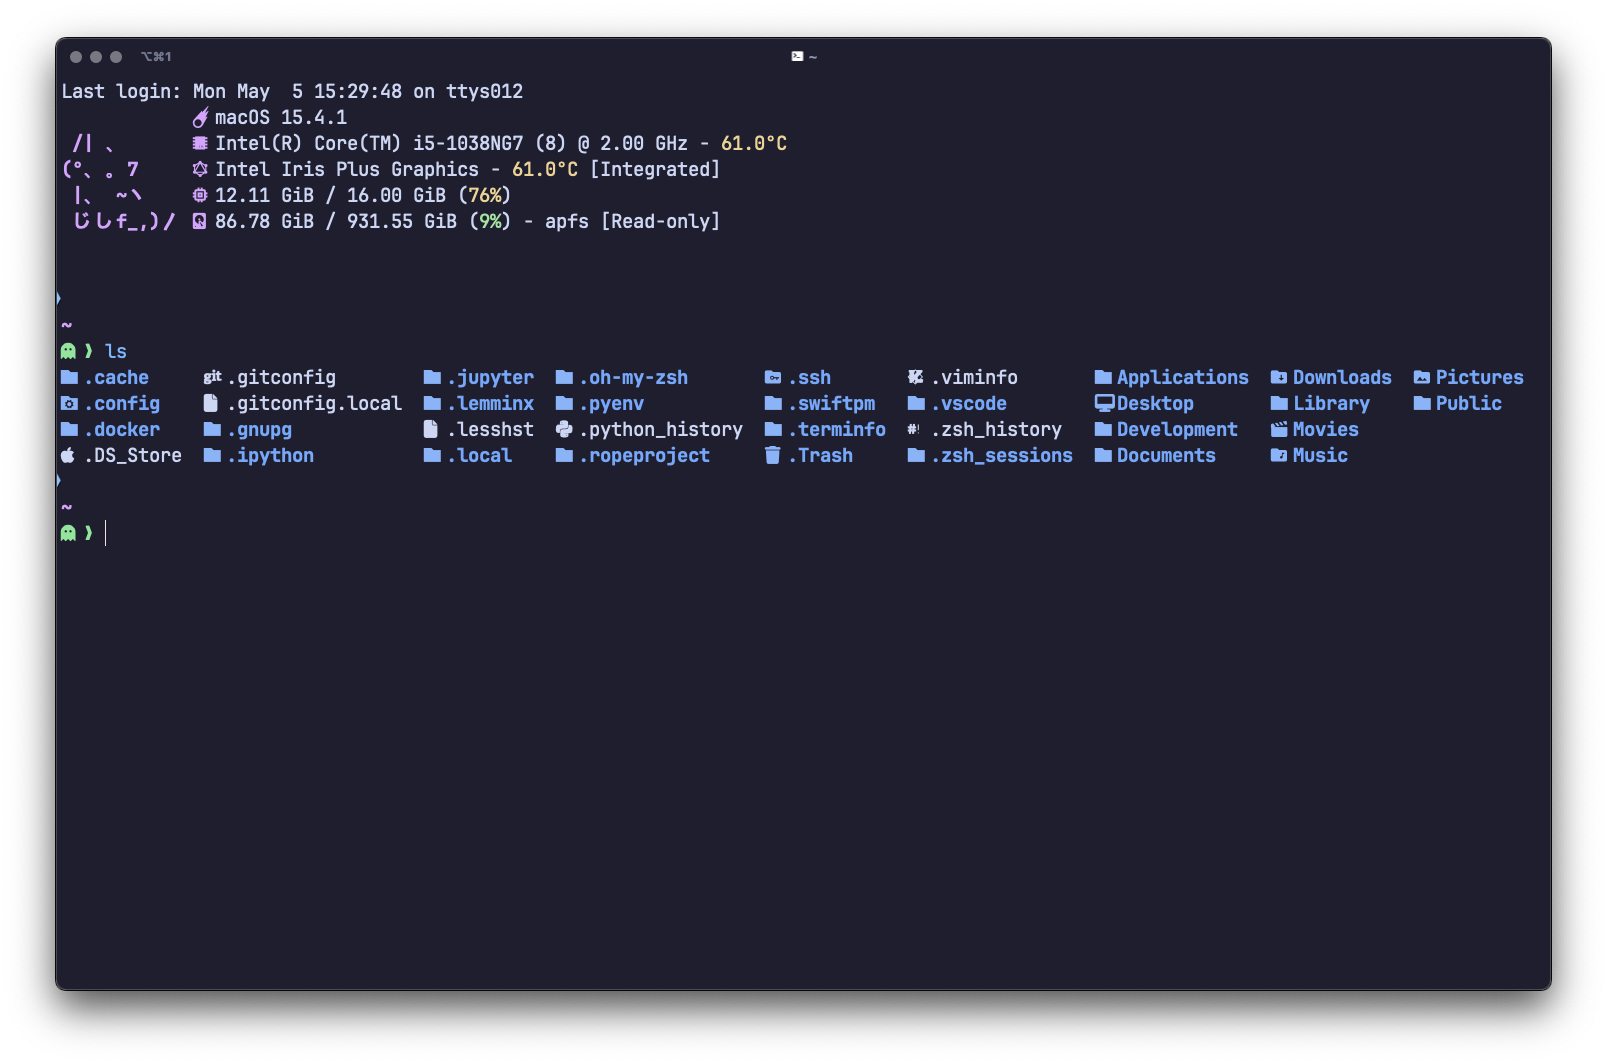 ⌥⌘1 ~
Last login: Mon May  5 15:29:48 on ttys012
macOS 15.4.1
/| 、 Intel(R) Core(TM) i5-1038NG7 (8) @ 2.00 GHz - 61.0°C
(°、。7 Intel Iris Plus Graphics - 61.0°C [Integrated]
|、 ~ヽ 12.11 GiB / 16.00 GiB (76%)
じしf_,)ノ 86.78 GiB / 931.55 GiB (9%) - apfs [Read-only]
~
❯ ls
.cache git .gitconfig .jupyter .oh-my-zsh .ssh .viminfo Applications Downloads Pictures
.config .gitconfig.local .lemminx .pyenv .swiftpm .vscode Desktop Library Public
.docker .gnupg .lesshst .python_history .terminfo #! .zsh_history Development Movies
.DS_Store .ipython .local .ropeproject .Trash .zsh_sessions Documents Music
~
❯